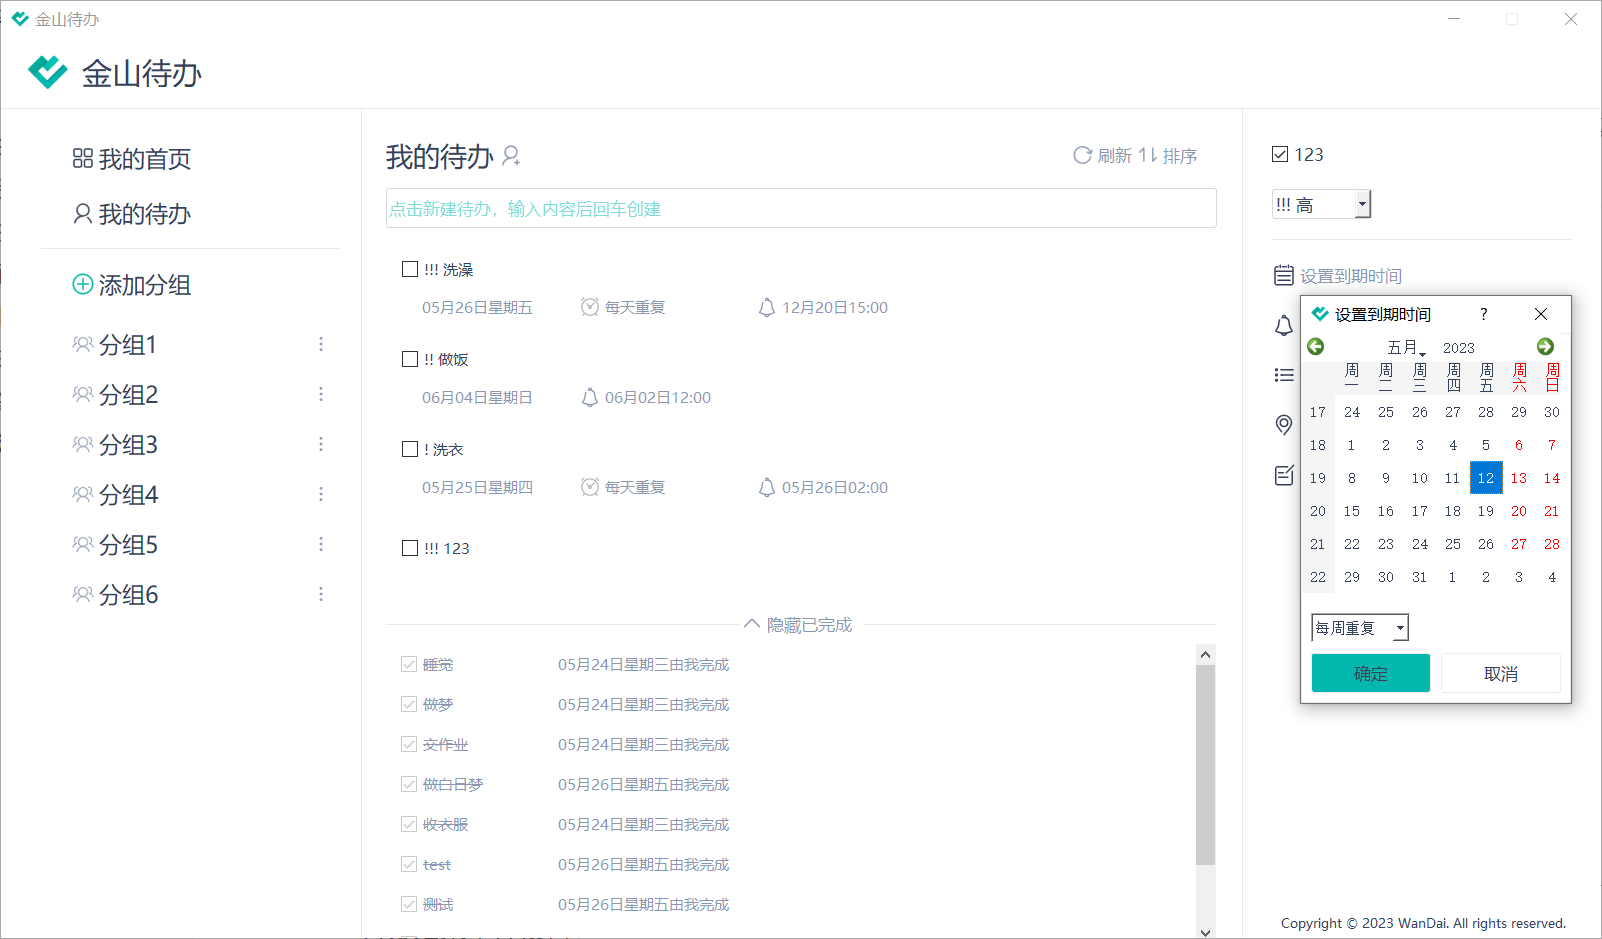 金山待办
金山待办
我的首页
我的待办
添加分组
分组1
分组2
分组3
分组4
分组5
分组6
我的待办
刷新 排序
点击新建待办，输入内容后回车创建
!!! 洗澡
05月26日星期五 每天重复 12月20日15:00
!! 做饭
06月04日星期日 06月02日12:00
! 洗衣
05月25日星期四 每天重复 05月26日02:00
!!! 123
隐藏已完成
睡觉 05月24日星期三由我完成
做梦 05月24日星期三由我完成
交作业 05月24日星期三由我完成
做白日梦 05月26日星期五由我完成
收衣服 05月24日星期三由我完成
test 05月26日星期五由我完成
测试 05月26日星期五由我完成
123
!!! 高
设置到期时间
设置到期时间 ?
五月 2023
周一 周二 周三 周四 周五 周六 周日
17 24 25 26 27 28 29 30
18 1 2 3 4 5 6 7
19 8 9 10 11 12 13 14
20 15 16 17 18 19 20 21
21 22 23 24 25 26 27 28
22 29 30 31 1 2 3 4
每周重复
确定 取消
Copyright © 2023 WanDai. All rights reserved.